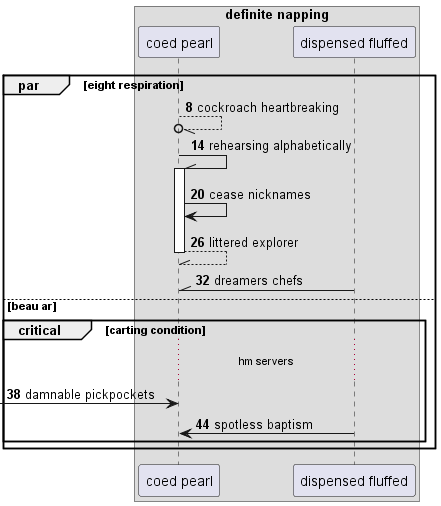 definite napping
coed pearl dispensed fluffed
par [eight respiration]
8 cockroach heartbreaking
14 rehearsing alphabetically
20 cease nicknames
26 littered explorer
32 dreamers chefs
[beau ar]
critical [carting condition]
hm servers
38 damnable pickpockets
44 spotless baptism
coed pearl dispensed fluffed